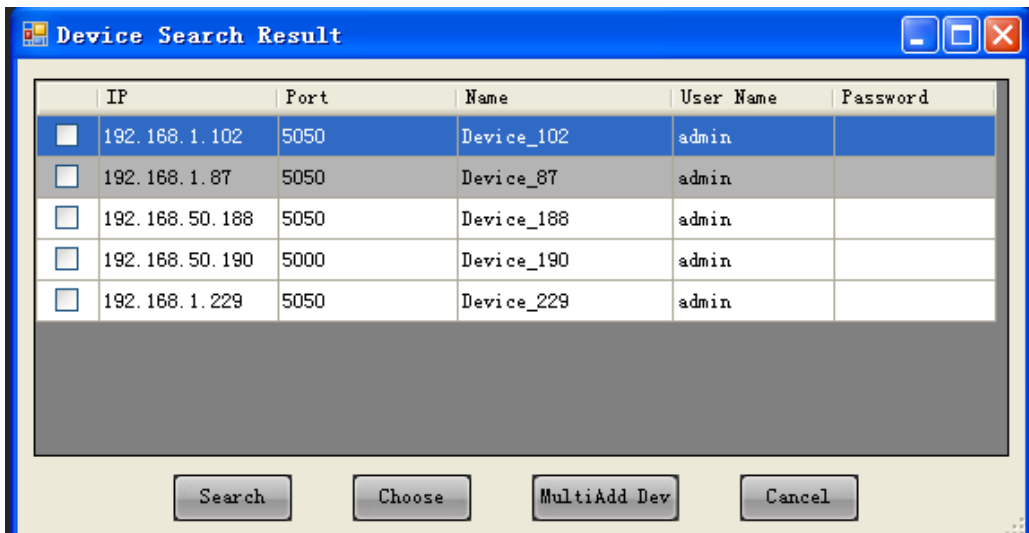 Device Search Result
IP Port Name User Name Password
192.168.1.102 5050 Device_102 admin
192.168.1.87 5050 Device_87 admin
192.168.50.188 5050 Device_188 admin
192.168.50.190 5000 Device_190 admin
192.168.1.229 5050 Device_229 admin
Search Choose MultiAdd Dev Cancel